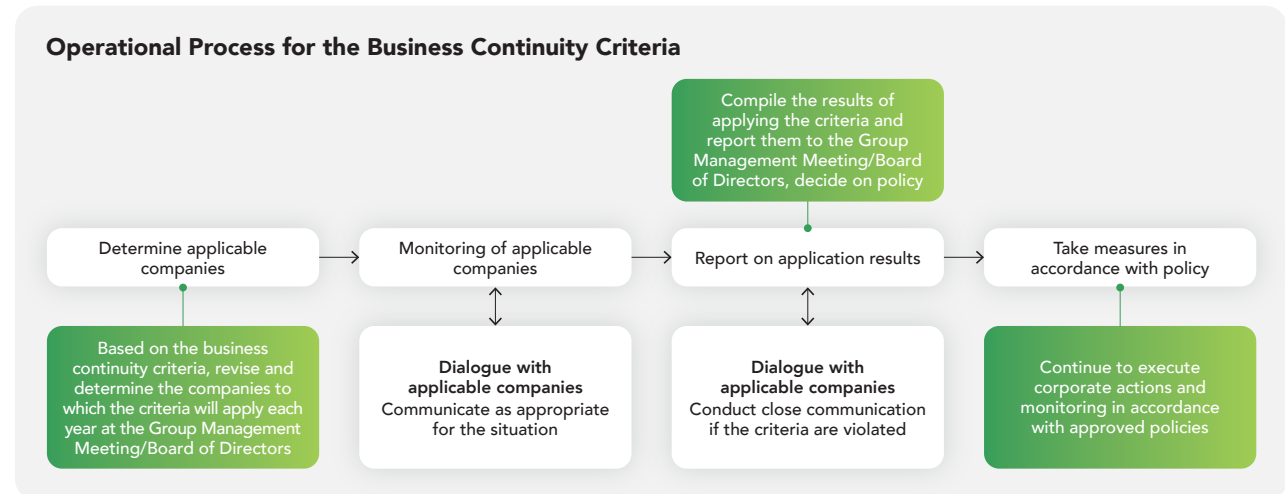 Operational Process for the Business Continuity Criteria
Compile the results of
applying the criteria and
report them to the Group
Management Meeting/Board
of Directors, decide on policy
Determine applicable
companies
Monitoring of applicable
companies
Report on application results
Take measures in
accordance with policy
Based on the business
continuity criteria, revise and
determine the companies to
which the criteria will apply each
year at the Group Management
Meeting/Board of Directors
Dialogue with
applicable companies
Communicate as appropriate
for the situation
Dialogue with
applicable companies
Conduct close communication
if the criteria are violated
Continue to execute
corporate actions and
monitoring in accordance
with approved policies